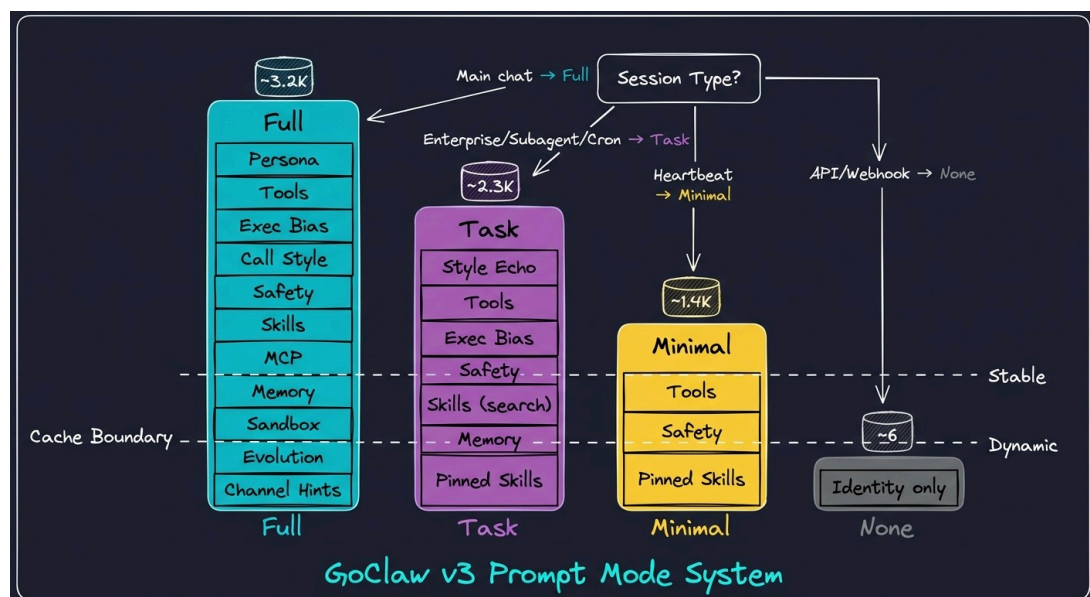 ~3.2K
Main chat → Full
Session Type?
Enterprise/Subagent/Cron → Task
Heartbeat
→ Minimal
API/Webhook → None
Full
Persona
Tools
Exec Bias
Call Style
Safety
Skills
MCP
Memory
Sandbox
Evolution
Channel Hints
Full
~2.3K
Task
Style Echo
Tools
Exec Bias
Safety
Skills (search)
Memory
Pinned Skills
Task
~1.4K
Minimal
Tools
Safety
Pinned Skills
Minimal
~6
Identity only
None
Stable
Cache Boundary
Dynamic
GoClaw v3 Prompt Mode System